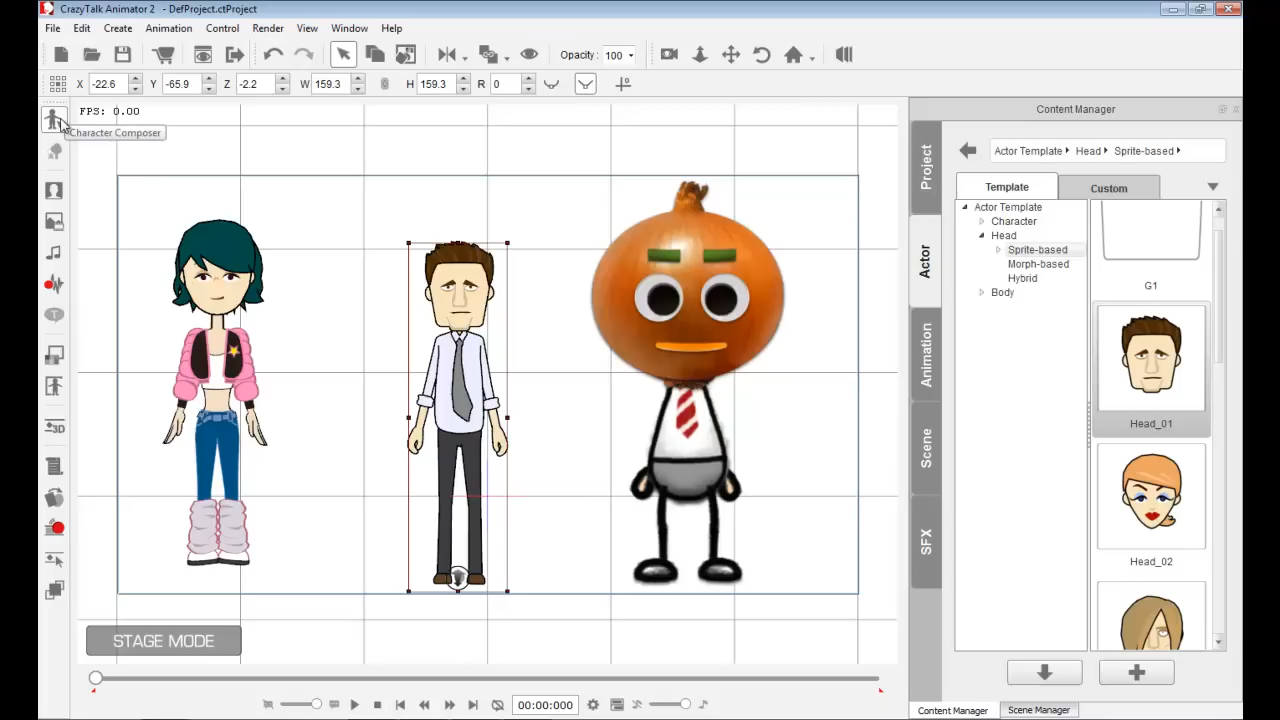 CrazyTalk Animator 2 - DefProject.ctProject
File Edit Create Animation Control Render View Window Help
Opacity: 100
X -22.6 Y -65.9 Z -2.2 W 159.3 H 159.3 R 0
FPS: 0.00
Character Composer
STAGE MODE
00:00:000
Content Manager
Actor Template Head Sprite-based
Template Custom
Project
Actor
Animation
Scene
SFX
Actor Template
Character
Head
Sprite-based
Morph-based
Hybrid
Body
G1
Head_01
Head_02
Content Manager Scene Manager
3D
T